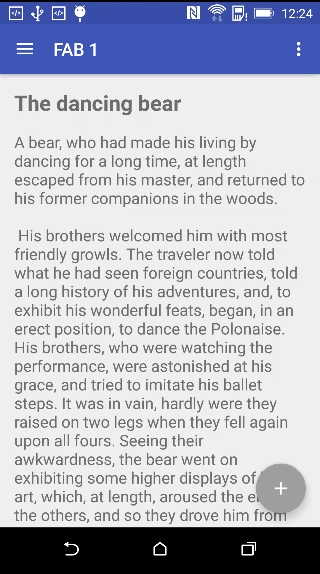 12:24
FAB 1
The dancing bear
A bear, who had made his living by
dancing for a long time, at length
escaped from his master, and returned to
his former companions in the woods.
His brothers welcomed him with most
friendly growls. The traveler now told
what he had seen foreign countries, told
a long history of his adventures, and, to
exhibit his wonderful feats, began, in an
erect position, to dance the Polonaise.
His brothers, who were watching the
performance, were astonished at his
grace, and tried to imitate his ballet
steps. It was in vain, hardly were they
raised on two legs when they fell again
upon all fours. Seeing their
awkwardness, the bear went on
exhibiting some higher displays of
art, which, at length, aroused the
the others, and so they drove him from